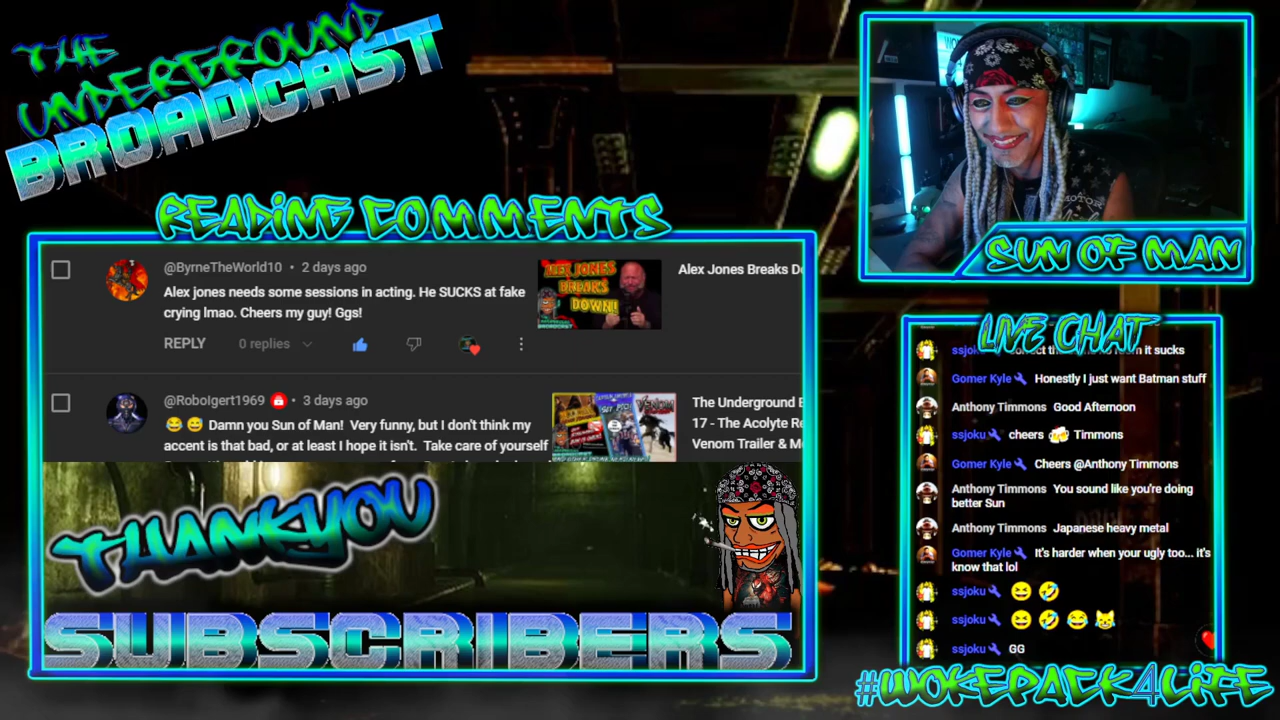 THE
UNDERGROUND
BROADCAST
READING COMMENTS
@ByrneTheWorld10 • 2 days ago
Alex jones needs some sessions in acting. He SUCKS at fake
crying lmao. Cheers my guy! Ggs!
REPLY 0 replies
ALEX JONES
BREAKS
DOWN!
Alex Jones Breaks D
@RoboIgert1969 • 3 days ago
😂 😅 Damn you Sun of Man! Very funny, but I don't think my
accent is that bad, or at least I hope it isn't. Take care of yourself
VENOM
The Underground B
17 - The Acolyte Re
Venom Trailer & M
THANKYOU
SUBSCRIBERS
SUN OF MAN
LIVE CHAT
ssjoku it sucks
Gomer Kyle Honestly I just want Batman stuff
Anthony Timmons Good Afternoon
ssjoku cheers 🍻 Timmons
Gomer Kyle Cheers @Anthony Timmons
Anthony Timmons You sound like you're doing
better Sun
Anthony Timmons Japanese heavy metal
Gomer Kyle It's harder when your ugly too... it's
know that lol
ssjoku 😆 🤣
ssjoku 😆 🤣 😂 😺
ssjoku GG
#WOKEPACK4LIFE